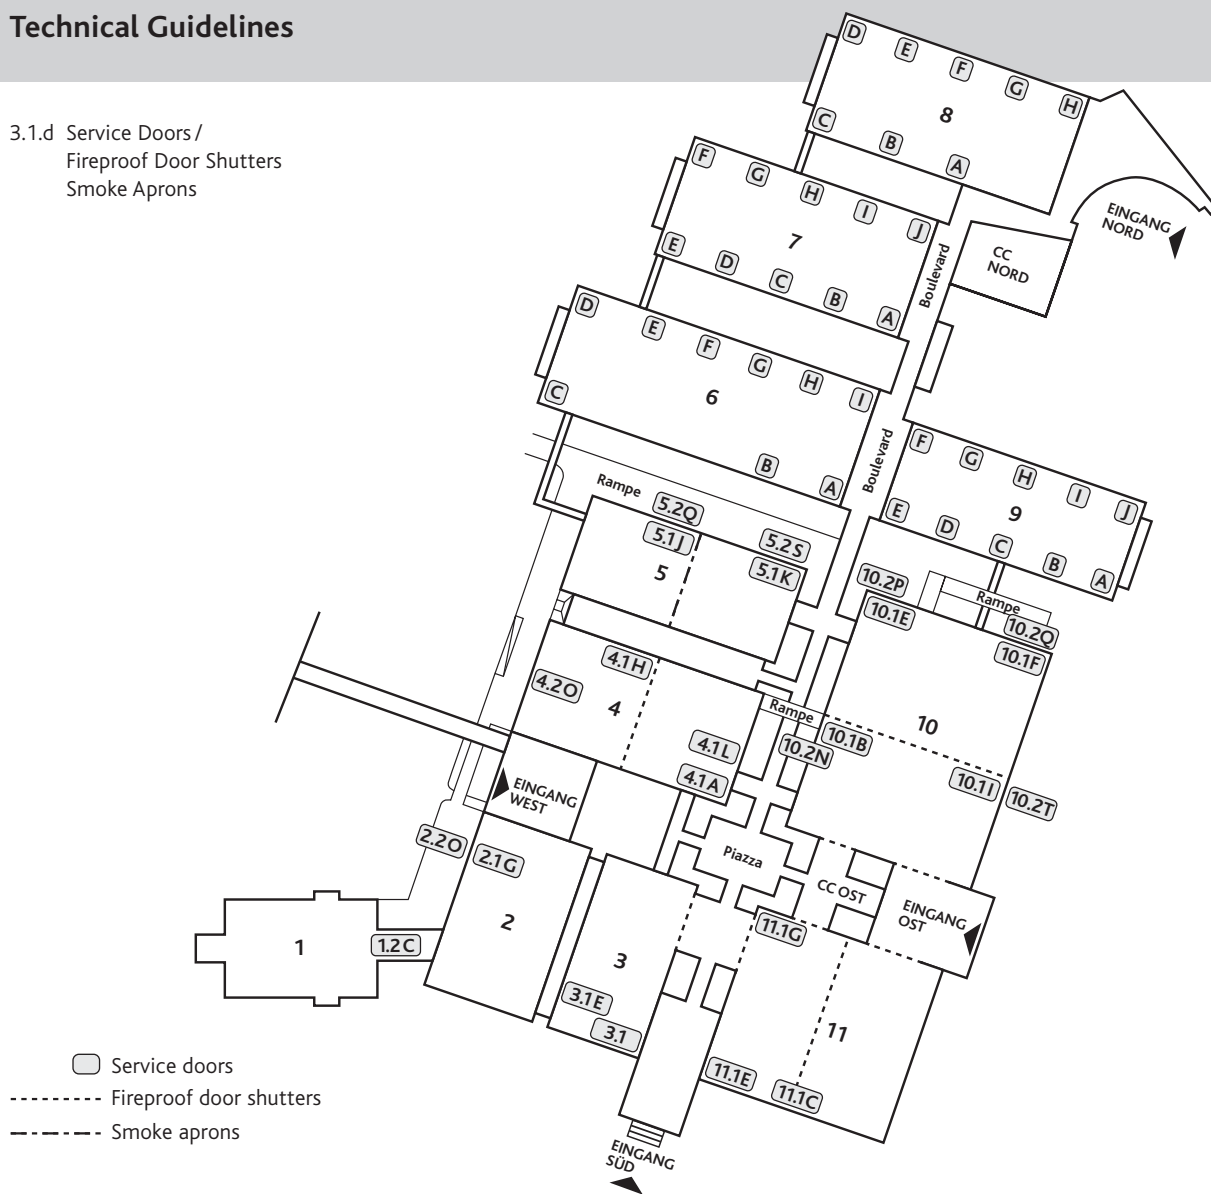 Technical Guidelines
3.1.d Service Doors /
Fireproof Door Shutters
Smoke Aprons
D
E
F
G
H
8
C
B
A
F
G
H
I
J
7
E
D
C
B
A
EINGANG
NORD
CC
NORD
Boulevard
D
E
F
G
H
I
6
C
B
A
Boulevard
F
G
H
I
J
9
E
D
C
B
A
Rampe
5.2Q
5.1J
5.2S
5.1K
5
10.2P
10.1E
Rampe
10.2Q
10.1F
4.1H
4.2O
4
4.1L
4.1A
Rampe
10.1B
10.2N
10
10.1I
10.2T
EINGANG
WEST
2.2O
2.1G
Piazza
CC OST
EINGANG
OST
1
1.2C
2
3
3.1E
3.1
11.1G
11
11.1E
11.1C
EINGANG
SÜD
Service doors
Fireproof door shutters
Smoke aprons